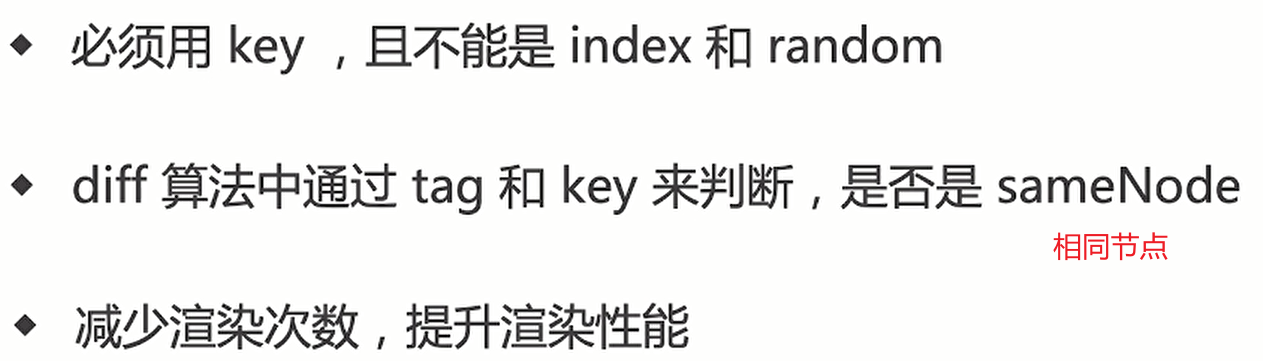 ◆ 必须用 key ，且不能是 index 和 random
◆ diff 算法中通过 tag 和 key 来判断，是否是 sameNode
相同节点
◆ 减少渲染次数，提升渲染性能